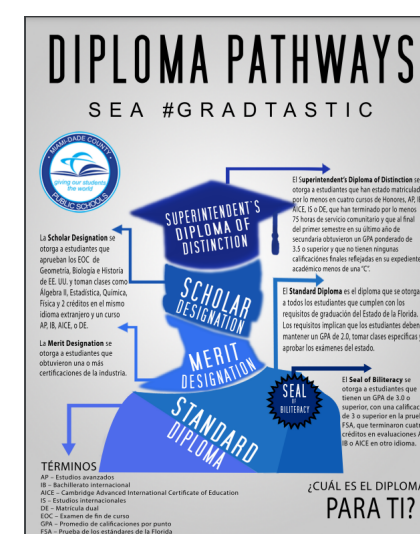 DIPLOMA PATHWAYS
SEA #GRADTASTIC
MIAMI-DADE COUNTY
giving our students
the world
PUBLIC SCHOOLS
SUPERINTENDENT'S
DIPLOMA OF
DISTINCTION
El Superintendent's Diploma of Distinction se
otorga a estudiantes que han estado matriculad
por lo menos en cuatro cursos de Honores, AP, IB
AICE, IS o DE, que han terminado por lo menos
75 horas de servicio comunitario y que al final
del primer semestre en su último año de
secundaria obtuvieron un GPA ponderado de
3.5 o superior y que no tienen ningunas
calificaciónes finales reflejadas en su expediente
académico menos de una "C".
La Scholar Designation se
otorga a estudiantes que
aprueban los EOC de
Geometría, Biología e Historia
de EE. UU. y toman clases como
Álgebra II, Estadística, Química,
Física y 2 créditos en el mismo
idioma extranjero y un curso
AP, IB, AICE, o DE.
SCHOLAR
DESIGNATION
El Standard Diploma es el diploma que se otorga
a todos los estudiantes que cumplen con los
requisitos de graduación del Estado de la Florida.
Los requisitos implican que los estudiantes deben
mantener un GPA de 2.0, tomar clases específicas y
aprobar los exámenes del estado.
La Merit Designation se
otorga a estudiantes que
obtuvieron una o más
certificaciones de la industria.
MERIT
DESIGNATION
SEAL
OF
BILITERACY
El Seal of Biliteracy se
otorga a estudiantes que
tienen un GPA de 3.0 o
superior, con una calificac
de 3 o superior en la prue
FSA, que terminaron cuatr
créditos en evaluaciones A
IB o AICE en otro idioma.
STANDARD
DIPLOMA
TÉRMINOS
AP – Estudios avanzados
IB – Bachillerato internacional
AICE – Cambridge Advanced International Certificate of Education
IS – Estudios internacionales
DE – Matrícula dual
EOC – Examen de fin de curso
GPA – Promedio de calificaciones por punto
FSA – Prueba de los estándares de la Florida
¿CUÁL ES EL DIPLOMA
PARA TI?